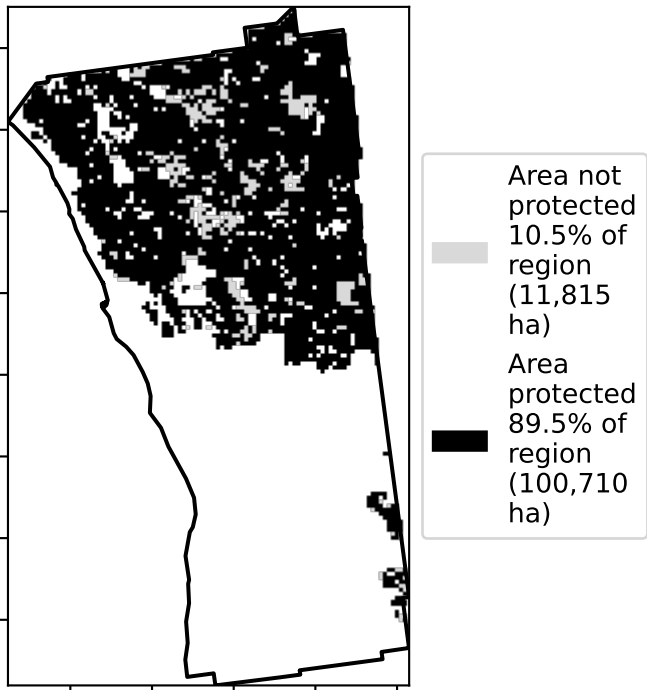 Area not
protected
10.5% of
region
(11,815
ha)
Area
protected
89.5% of
region
(100,710
ha)